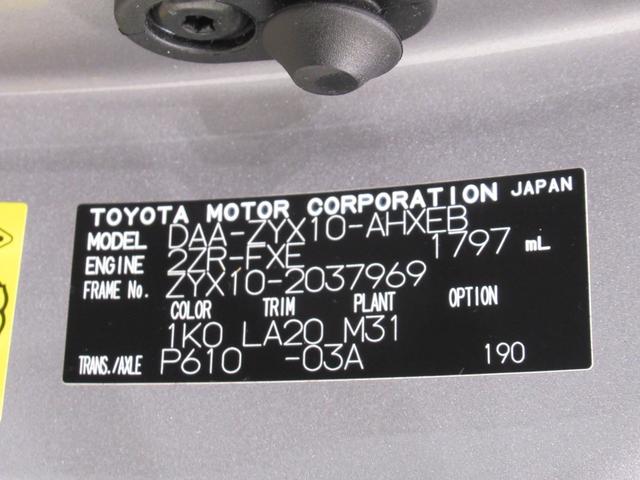 TOYOTA MOTOR CORPORATION JAPAN
MODEL DAA-ZYX10-AHXEB
ENGINE 2ZR-FXE 1797 mL
FRAME No. ZYX10-2037969
COLOR TRIM PLANT OPTION
1K0 LA20 M31
TRANS./AXLE P610 -03A 190